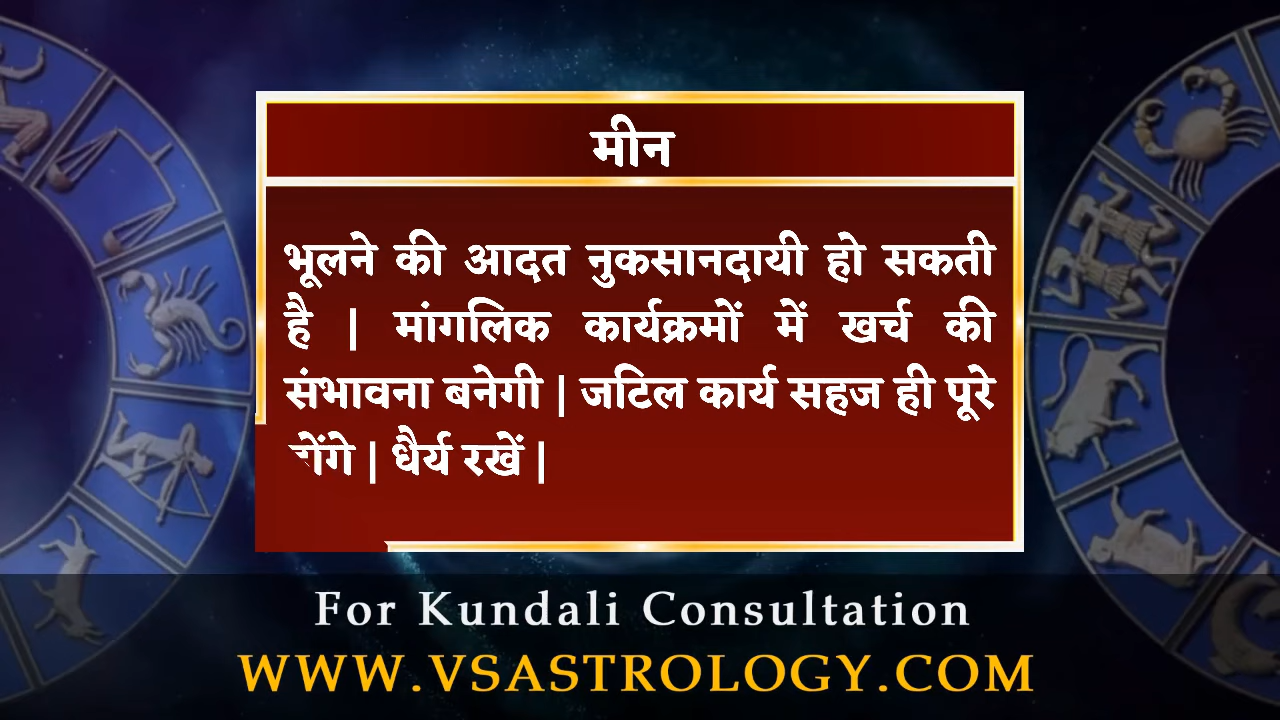 मीन
भूलने की आदत नुकसानदायी हो सकती
है | मांगलिक कार्यक्रमों में खर्च की
संभावना बनेगी | जटिल कार्य सहज ही पूरे
| धैर्य रखें |
For Kundali Consultation
WWW.VSASTROLOGY.COM